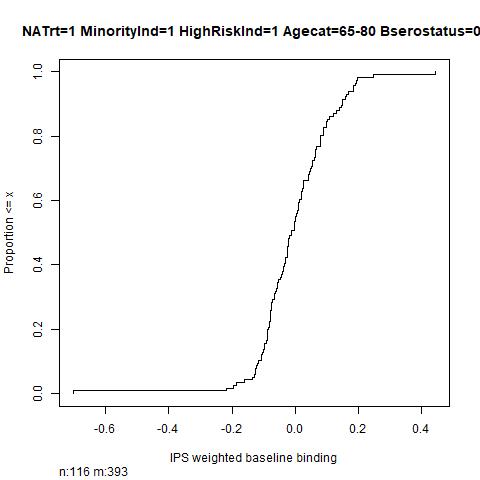 NATrt=1 MinorityInd=1 HighRiskInd=1 Agecat=65-80 Bserostatus=0
1.0
0.8
0.6
0.4
0.2
0.0
Proportion <= x
-0.6 -0.4 -0.2 0.0 0.2 0.4
IPS weighted baseline binding
n:116 m:393